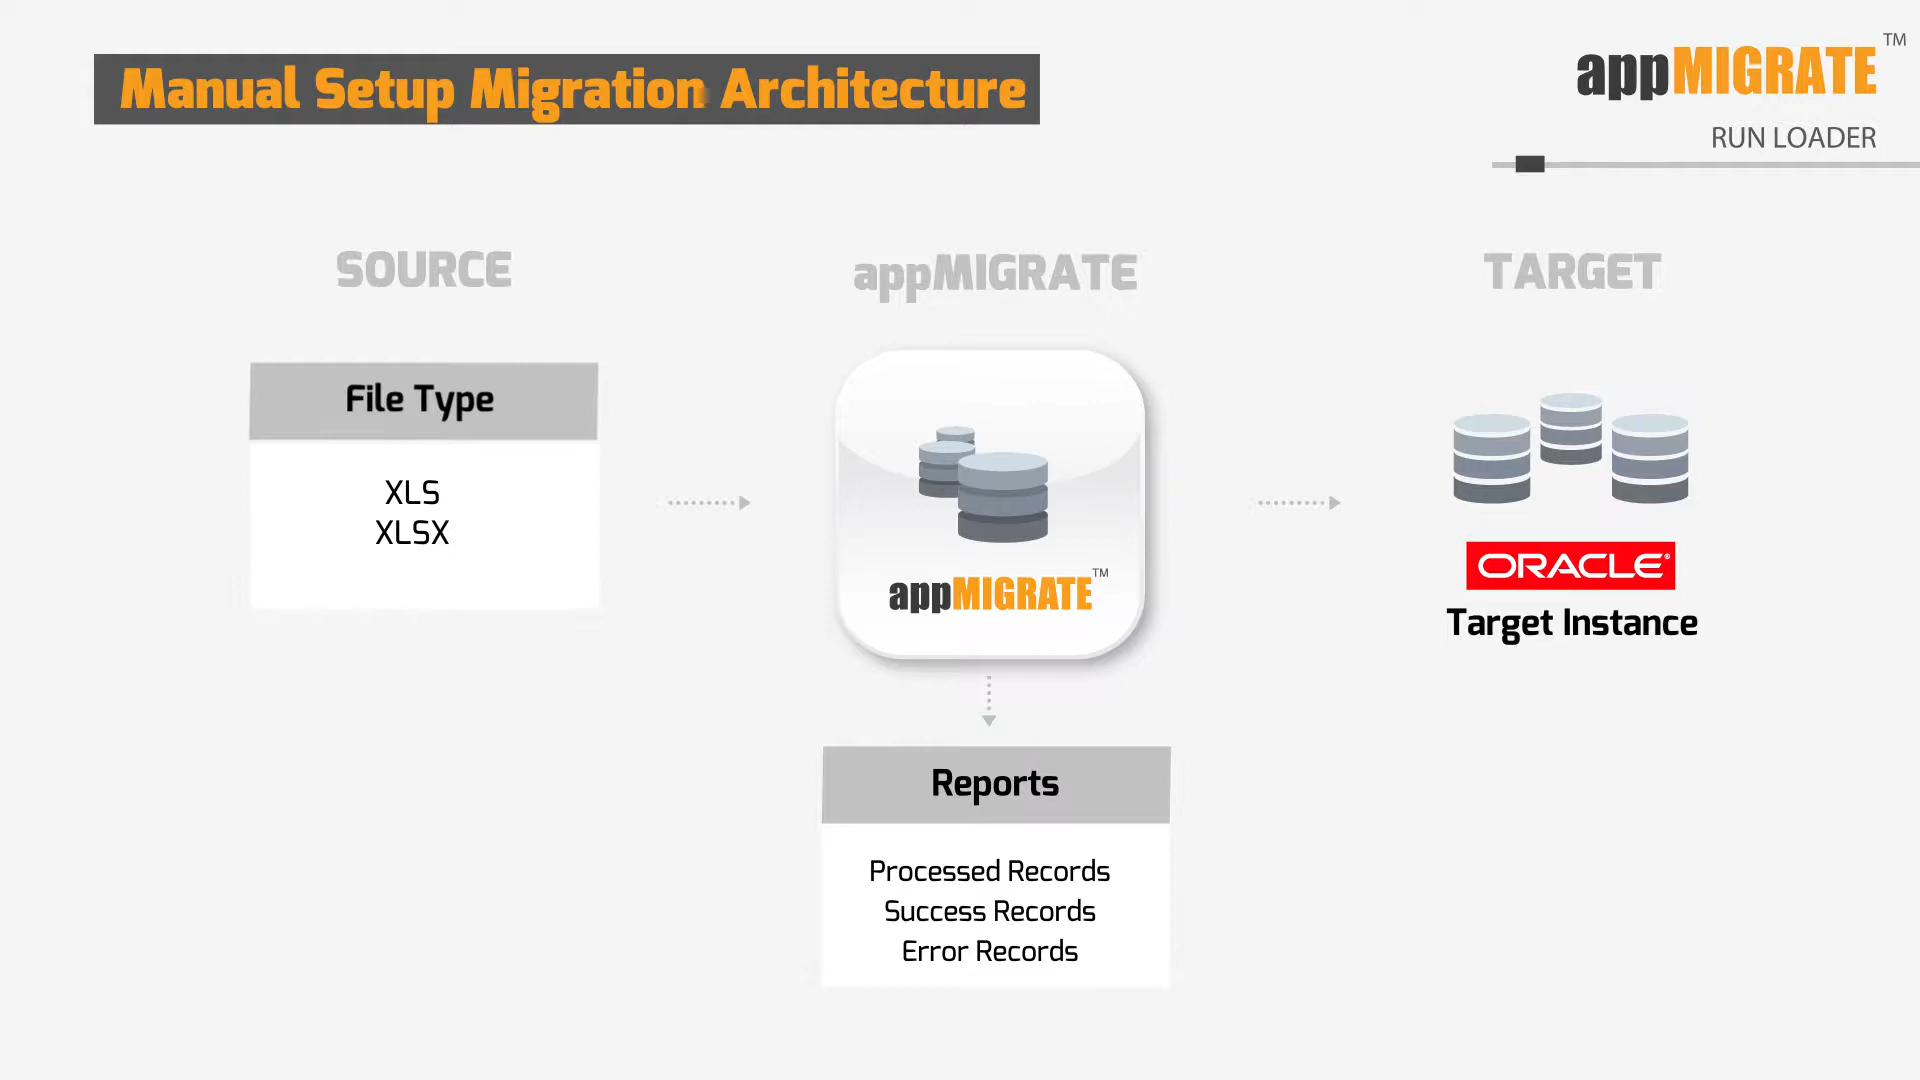 Manual Setup Migration Architecture
appMIGRATE™
RUN LOADER
SOURCE
appMIGRATE
TARGET
File Type
XLS
XLSX
appMIGRATE™
ORACLE®
Target Instance
Reports
Processed Records
Success Records
Error Records